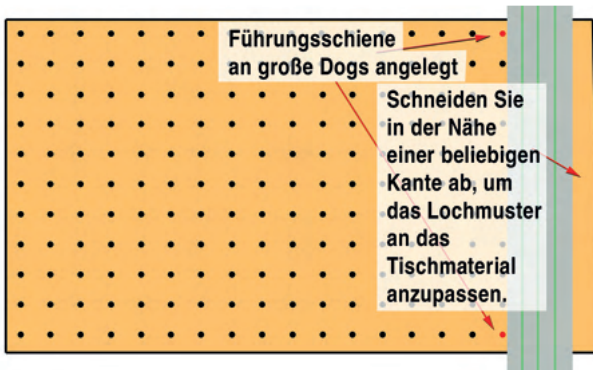 Führungsschiene
an große Dogs angelegt
Schneiden Sie
in der Nähe
einer beliebigen
Kante ab, um
das Lochmuster
an das
Tischmaterial
anzupassen.